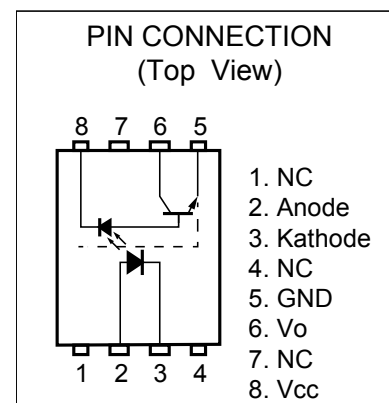 PIN CONNECTION
(Top View)
8 7 6 5
1. NC
2. Anode
3. Kathode
4. NC
5. GND
6. Vo
7. NC
8. Vcc
1 2 3 4